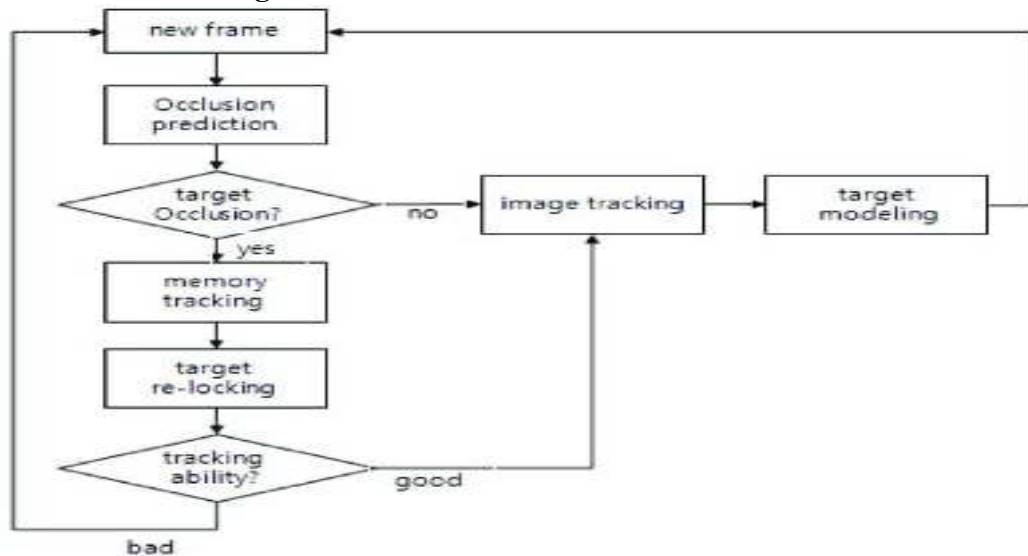 new frame
Occlusion
prediction
target
Occlusion?
no
image tracking
target
modeling
yes
memory
tracking
target
re-locking
tracking
ability?
good
bad